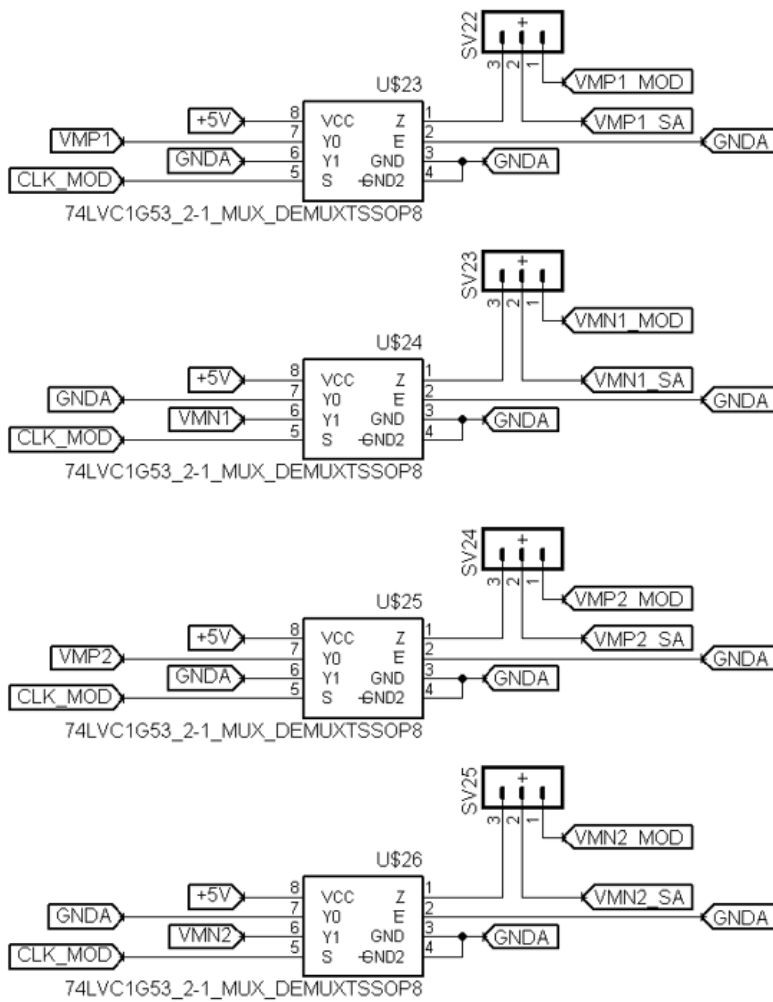 SV22
+
3 2 1
VMP1_MOD
U$23
+5V 8 VCC Z 1 VMP1_SA
VMP1 7 Y0 E 2 GNDA
GNDA 6 Y1 GND 3 GNDA
CLK_MOD 5 S GND2 4
74LVC1G53_2-1_MUX_DEMUXTSSOP8
SV23
+
3 2 1
VMN1_MOD
U$24
+5V 8 VCC Z 1 VMN1_SA
GNDA 7 Y0 E 2 GNDA
VMN1 6 Y1 GND 3 GNDA
CLK_MOD 5 S GND2 4
74LVC1G53_2-1_MUX_DEMUXTSSOP8
SV24
+
3 2 1
VMP2_MOD
U$25
+5V 8 VCC Z 1 VMP2_SA
VMP2 7 Y0 E 2 GNDA
GNDA 6 Y1 GND 3 GNDA
CLK_MOD 5 S GND2 4
74LVC1G53_2-1_MUX_DEMUXTSSOP8
SV25
+
3 2 1
VMN2_MOD
U$26
+5V 8 VCC Z 1 VMN2_SA
GNDA 7 Y0 E 2 GNDA
VMN2 6 Y1 GND 3 GNDA
CLK_MOD 5 S GND2 4
74LVC1G53_2-1_MUX_DEMUXTSSOP8